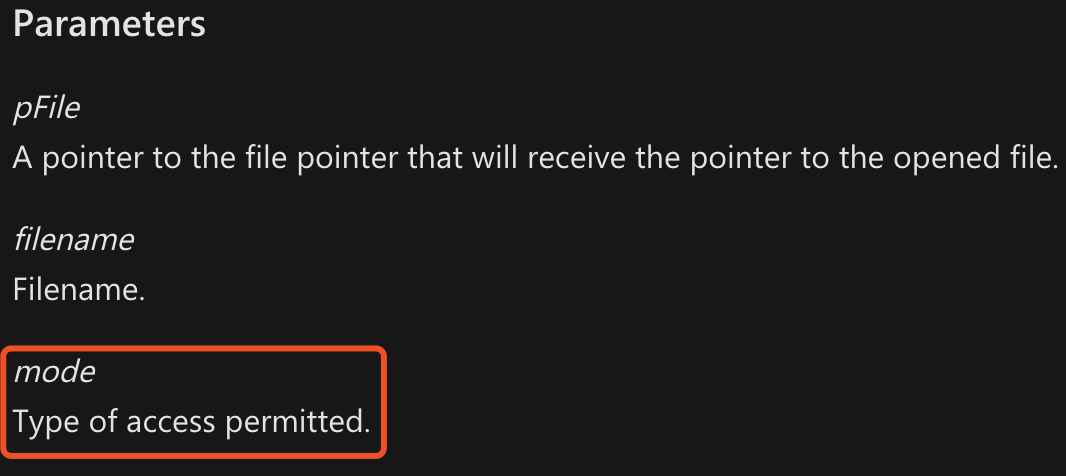 Parameters
pFile
A pointer to the file pointer that will receive the pointer to the opened file.
filename
Filename.
mode
Type of access permitted.